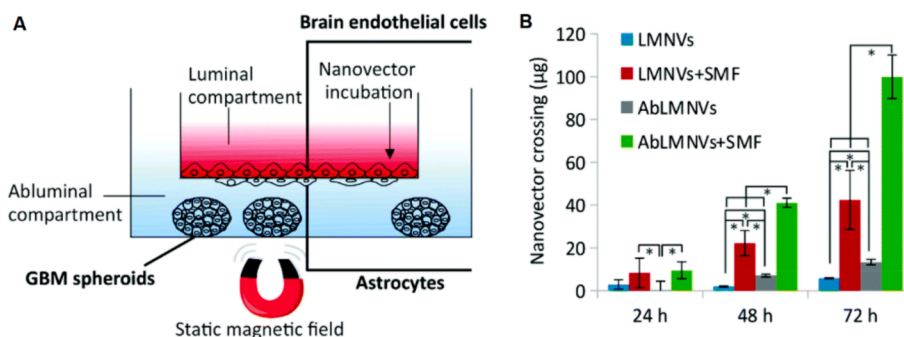 A
Brain endothelial cells
Luminal
compartment
Nanovector
incubation
Abluminal
compartment
GBM spheroids
Astrocytes
Static magnetic field
B
Nanovector crossing (µg)
120
100
80
60
40
20
0
LMNVs
LMNVs+SMF
AbLMNVs
AbLMNVs+SMF
*
* * * *
* * * *
* *
24 h
48 h
72 h